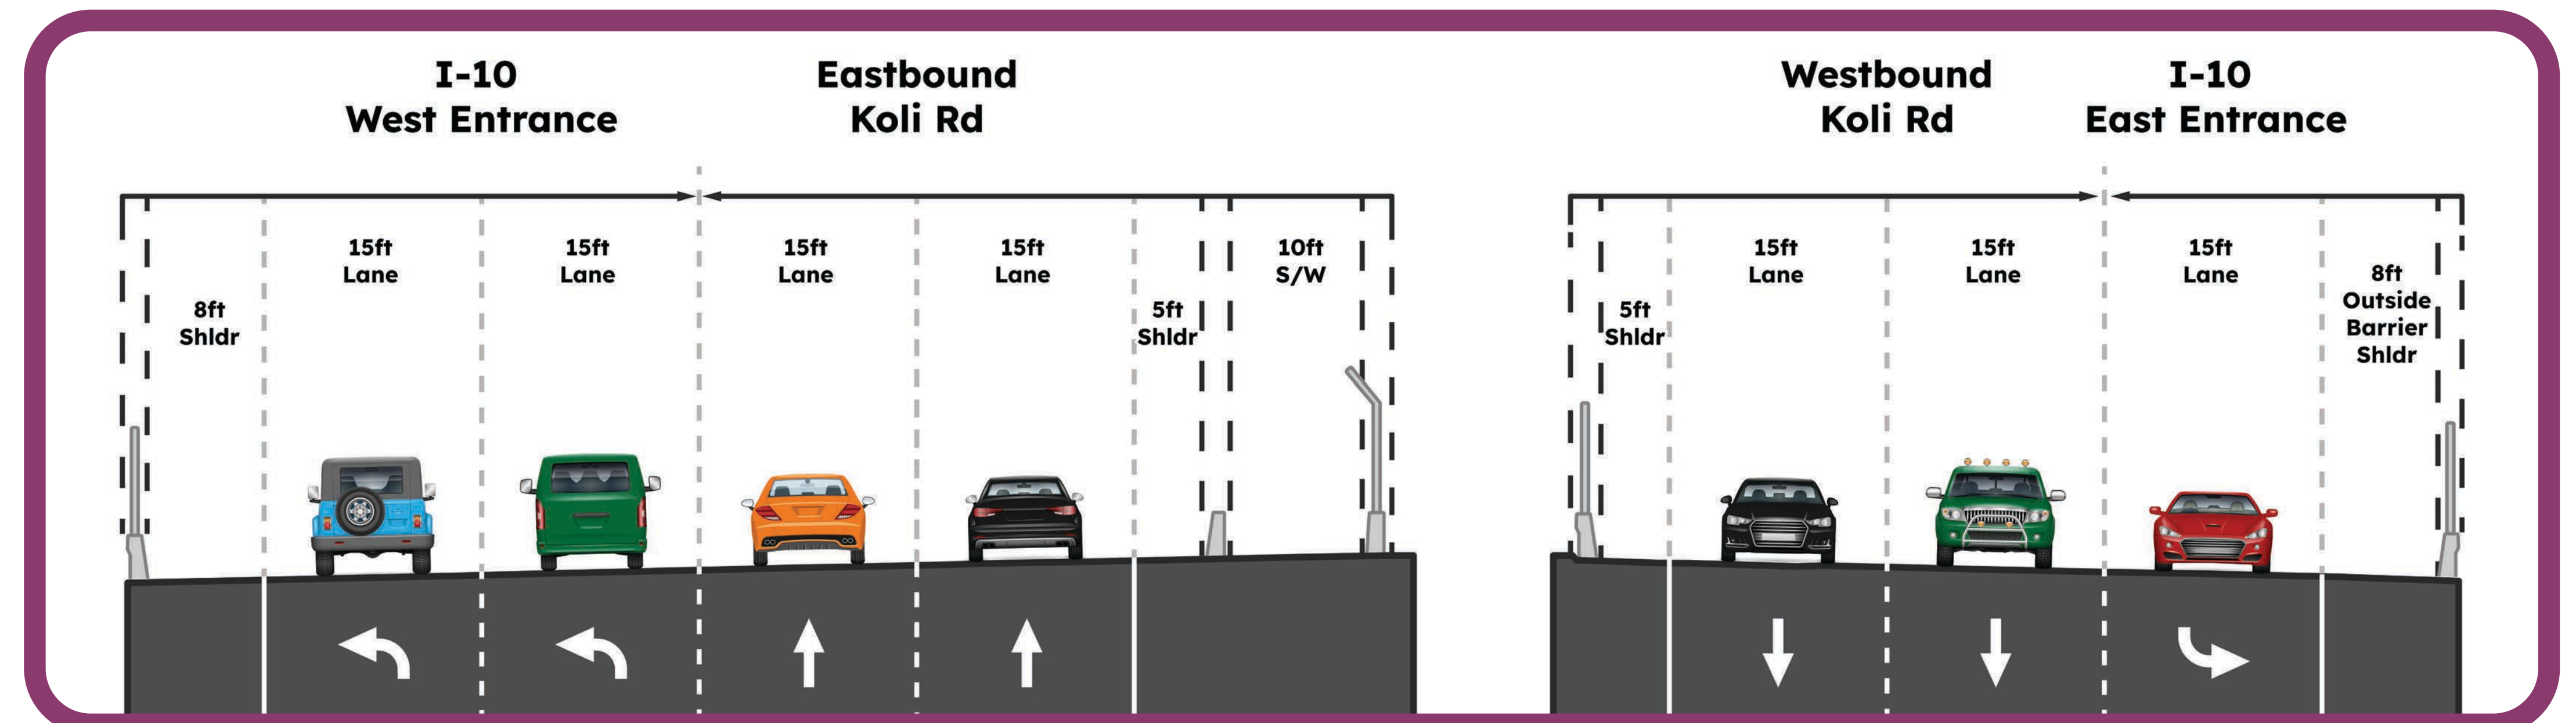 I-10
West Entrance
Eastbound
Koli Rd
Westbound
Koli Rd
I-10
East Entrance
8ft
Shldr
15ft
Lane
15ft
Lane
15ft
Lane
15ft
Lane
5ft
Shldr
10ft
S/W
5ft
Shldr
15ft
Lane
15ft
Lane
15ft
Lane
8ft
Outside
Barrier
Shldr